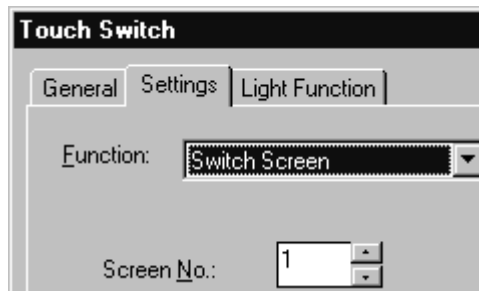 Touch Switch
General Settings Light Function
Function: Switch Screen
Screen No.: 1